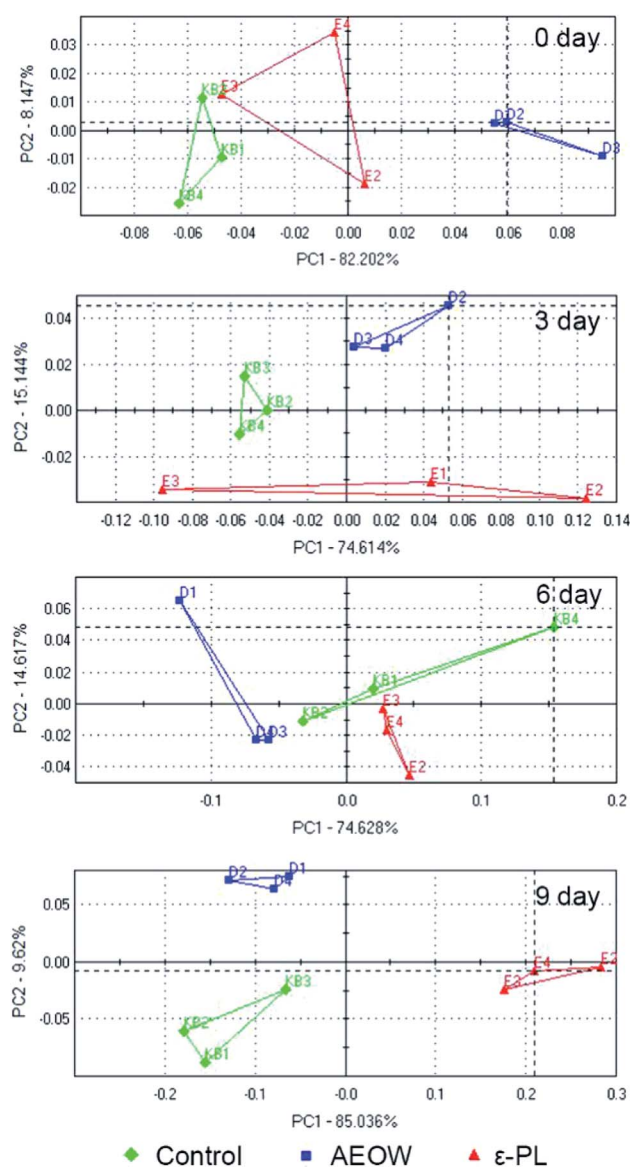 0 day
PC2 - 8.147%
0.03
0.02
0.01
0.00
-0.01
-0.02
E4
E3
KB1
KB4
E2
D2
D3
-0.08 -0.06 -0.04 -0.02 0.00 0.02 0.04 0.06 0.08
PC1 - 82.202%
3 day
PC2 - 15.144%
0.04
0.02
0.00
-0.02
D2
D3 D4
KB3
KB2
KB4
E3
E1
E2
-0.12 -0.10 -0.08 -0.06 -0.04 -0.02 0.00 0.02 0.04 0.06 0.08 0.10 0.12 0.14
PC1 - 74.614%
6 day
PC2 - 14.617%
0.06
0.04
0.02
0.00
-0.02
-0.04
D1
KB4
KB1
KB2
E3
E4
D3
E2
-0.1 0.0 0.1 0.2
PC1 - 74.628%
9 day
PC2 - 9.62%
0.05
0.00
-0.05
D2 D1
D4
E4
E3
KB3
KB2
KB1
-0.2 -0.1 -0.0 0.1 0.2 0.3
PC1 - 85.036%
Control AEOW ε-PL